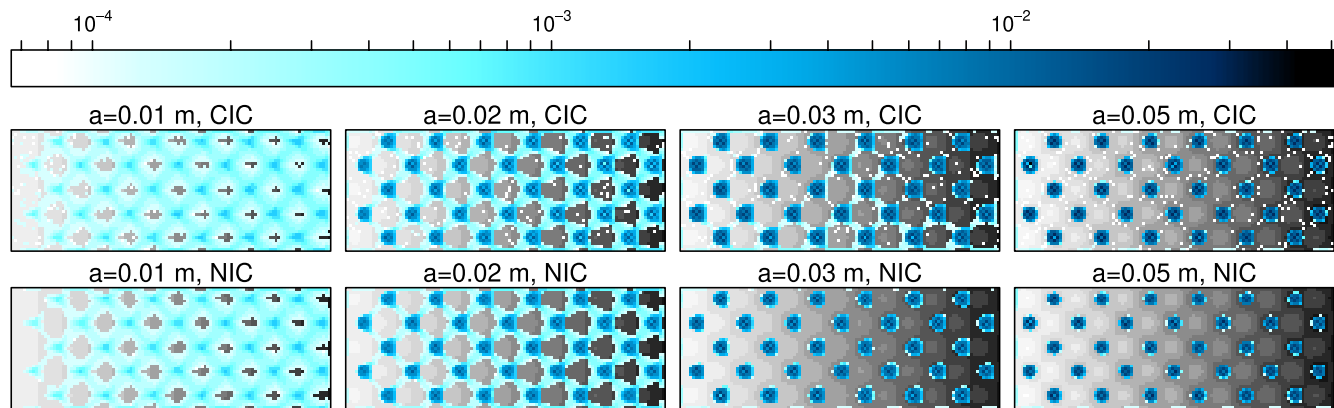 10⁻⁴ 10⁻³ 10⁻²
a=0.01 m, CIC a=0.02 m, CIC a=0.03 m, CIC a=0.05 m, CIC
a=0.01 m, NIC a=0.02 m, NIC a=0.03 m, NIC a=0.05 m, NIC